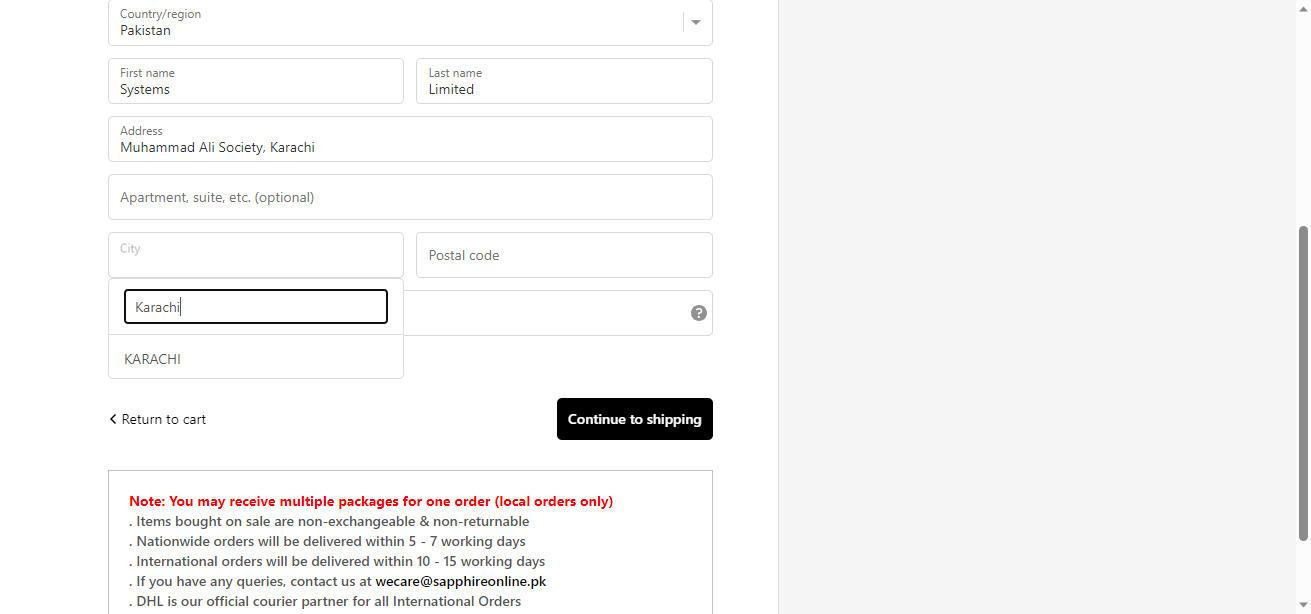 Country/region
Pakistan
First name
Systems
Last name
Limited
Address
Muhammad Ali Society, Karachi
Apartment, suite, etc. (optional)
City
Postal code
Karachi
?
KARACHI
Return to cart
Continue to shipping
Note: You may receive multiple packages for one order (local orders only)
. Items bought on sale are non-exchangeable & non-returnable
. Nationwide orders will be delivered within 5 - 7 working days
. International orders will be delivered within 10 - 15 working days
. If you have any queries, contact us at wecare@sapphireonline.pk
. DHL is our official courier partner for all International Orders